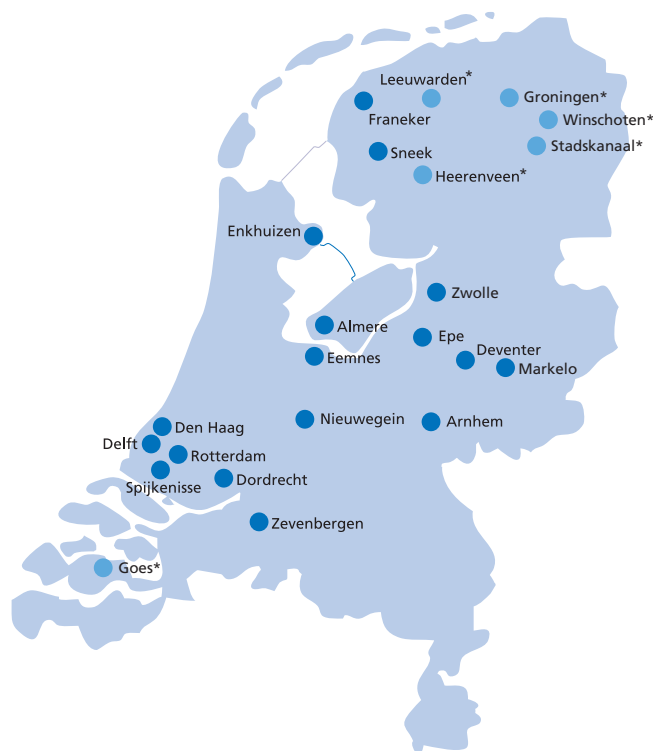 Leeuwarden*
Groningen*
Franeker
Winschoten*
Stadskanaal*
Sneek
Heerenveen*
Enkhuizen
Zwolle
Almere
Epe
Eemnes
Deventer
Markelo
Nieuwegein
Arnhem
Den Haag
Delft
Rotterdam
Spijkenisse
Dordrecht
Zevenbergen
Goes*